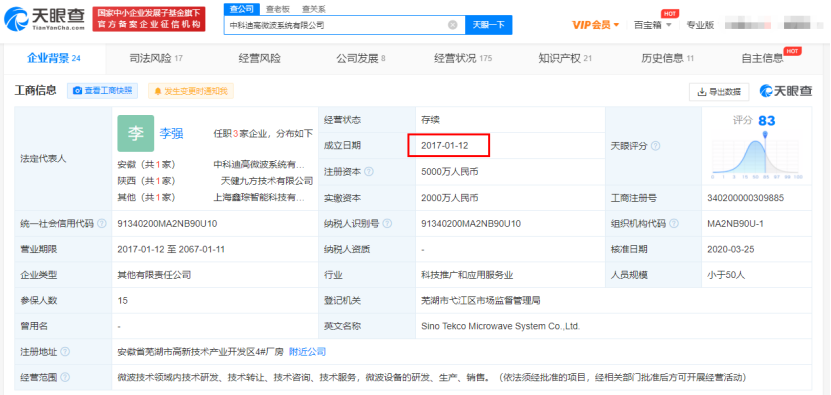 天眼查
TianYanCha.com
国家中小企业发展子基金旗下
官方备案企业征信机构
查公司 查老板 查关系
中科迪高微波系统有限公司 天眼一下
VIP会员 百宝箱 HOT 专业版
企业背景 24 司法风险 17 经营风险 公司发展 8 经营状况 175 知识产权 21 历史信息 11 自主信息 HOT
工商信息 查看工商快照 发生变更时通知我 导出数据 天眼查
法定代表人 李 李强 任职3家企业，分布如下
安徽（共1家） 中科迪高微波系统有...
陕西（共1家） 天健九方技术有限公司
其他（共1家） 上海鑫琮智能科技有...
经营状态 存续
成立日期 2017-01-12
注册资本 5000万人民币
实缴资本 2000万人民币
天眼评分 评分 83
工商注册号 340200000309885
统一社会信用代码 91340200MA2NB90U10 纳税人识别号 91340200MA2NB90U10 组织机构代码 MA2NB90U-1
营业期限 2017-01-12 至 2067-01-11 纳税人资质 - 核准日期 2020-03-25
企业类型 其他有限责任公司 行业 科技推广和应用服务业 人员规模 小于50人
参保人数 15 登记机关 芜湖市弋江区市场监督管理局
曾用名 - 英文名称 Sino Tekco Microwave System Co.,Ltd.
注册地址 安徽省芜湖市高新技术产业开发区4#厂房 附近公司
经营范围 微波技术领域内技术研发、技术转让、技术咨询、技术服务，微波设备的研发、生产、销售。（依法须经批准的项目，经相关部门批准后方可开展经营活动）